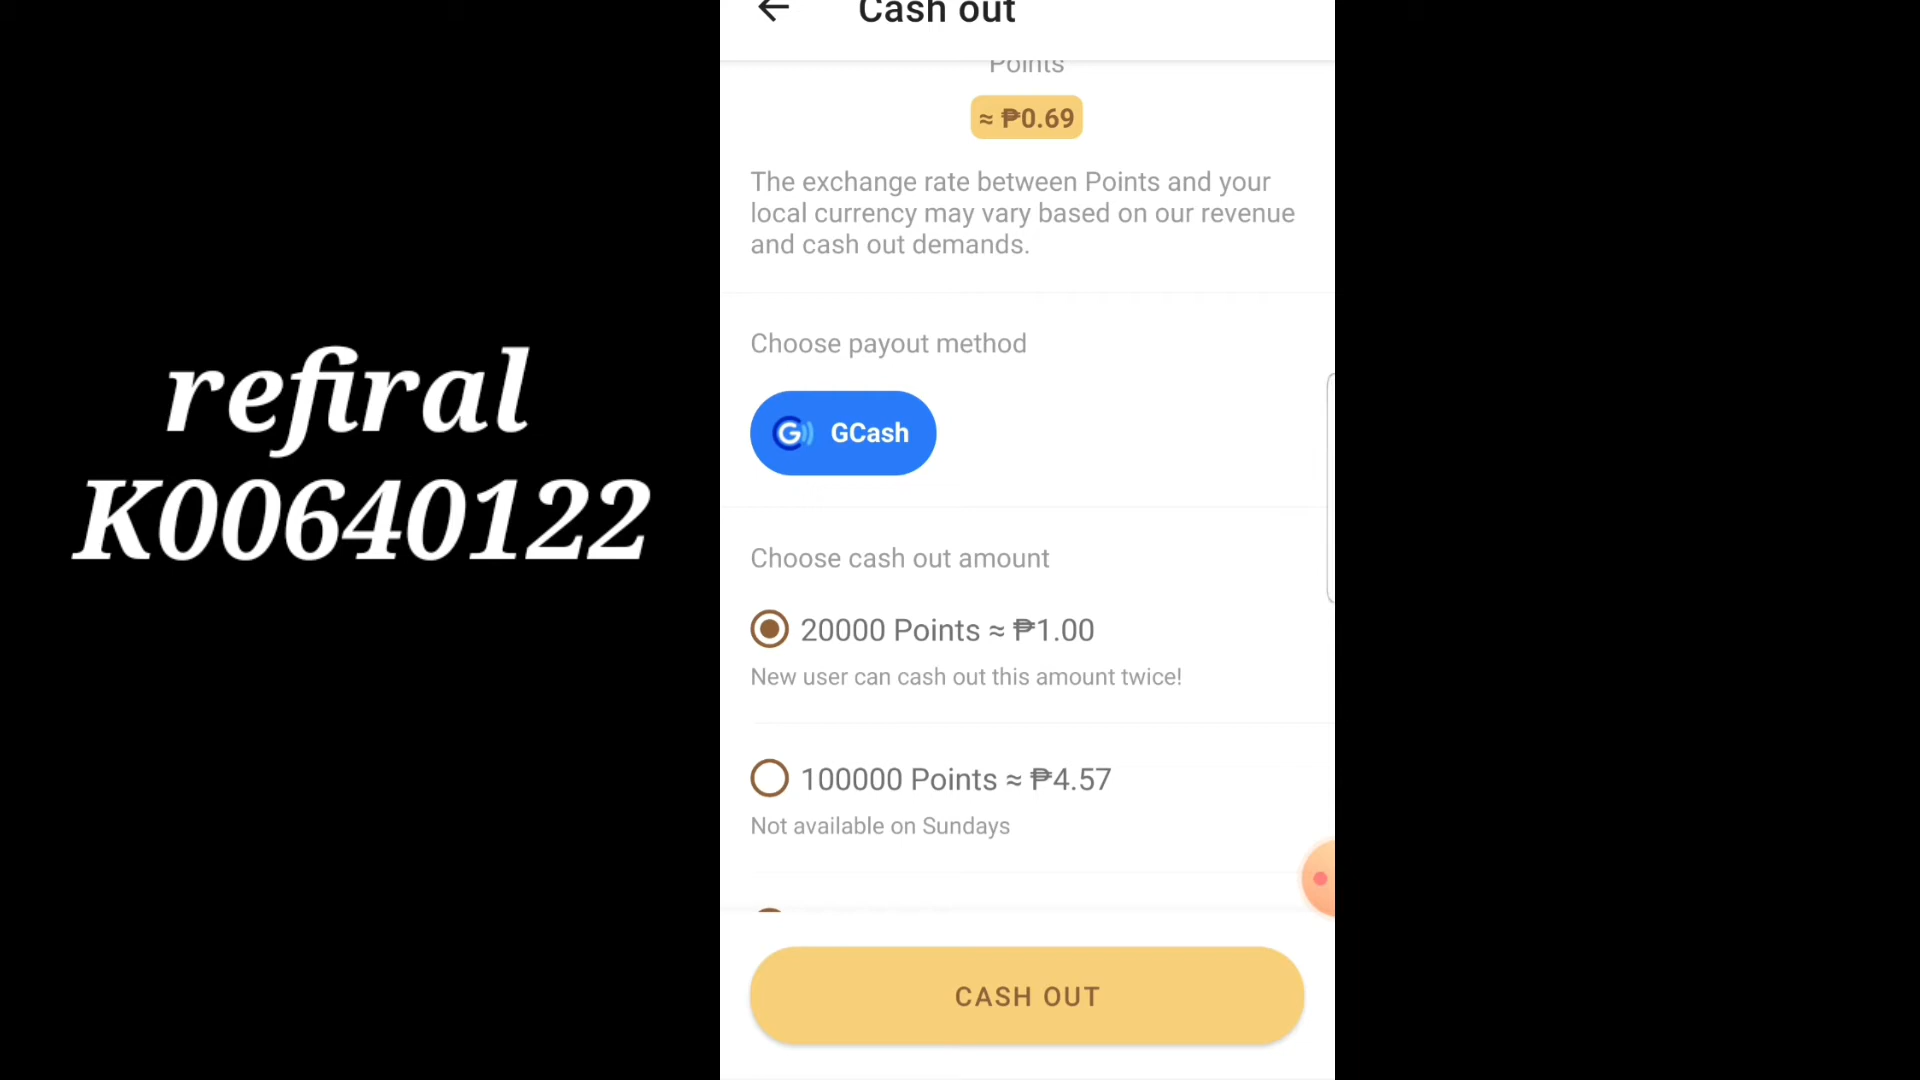 Cash out
Points
≈ ₱0.69
The exchange rate between Points and your
local currency may vary based on our revenue
and cash out demands.
Choose payout method
GCash
Choose cash out amount
20000 Points ≈ ₱1.00
New user can cash out this amount twice!
100000 Points ≈ ₱4.57
Not available on Sundays
CASH OUT
refiral
K00640122